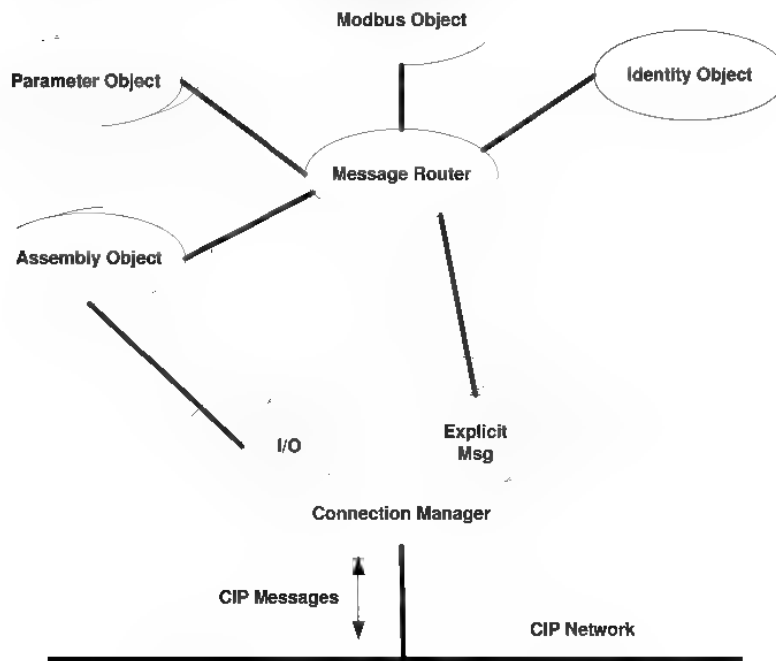 Modbus Object
Parameter Object
Identity Object
Message Router
Assembly Object
I/O
Explicit
Msg
Connection Manager
CIP Messages
CIP Network